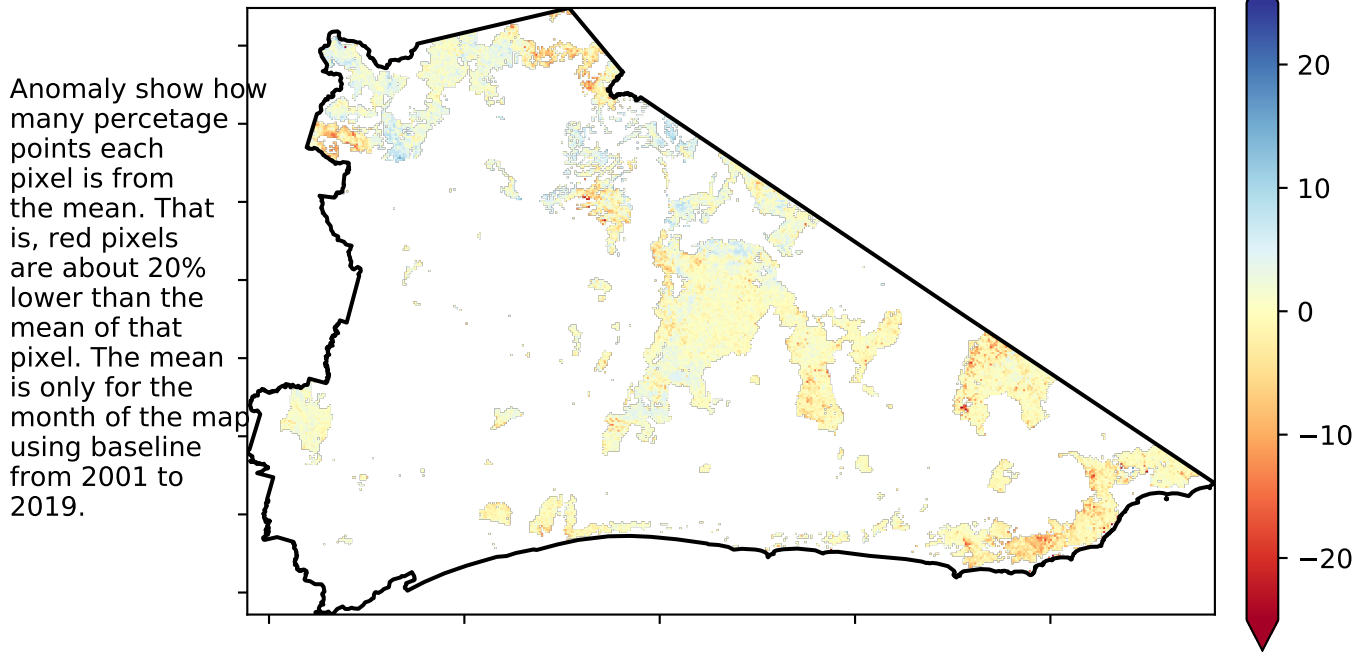 Anomaly show how
many percetage
points each
pixel is from
the mean. That
is, red pixels
are about 20%
lower than the
mean of that
pixel. The mean
is only for the
month of the map
using baseline
from 2001 to
2019.
20
10
0
−10
−20